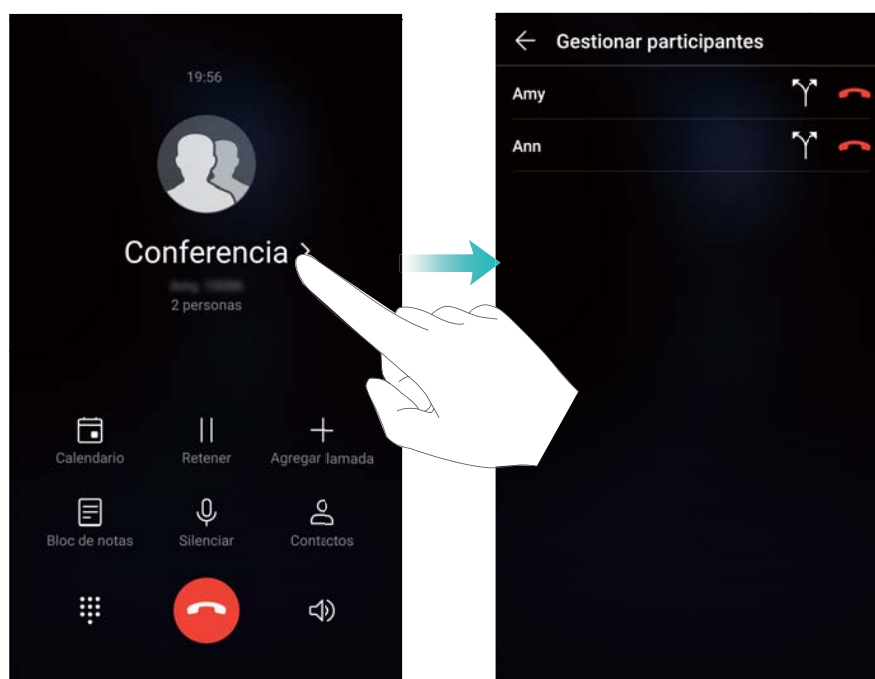 19:56
Conferencia
2 personas
Calendario
Retener
Agregar llamada
Bloc de notas
Silenciar
Contactos
Gestionar participantes
Amy
Ann